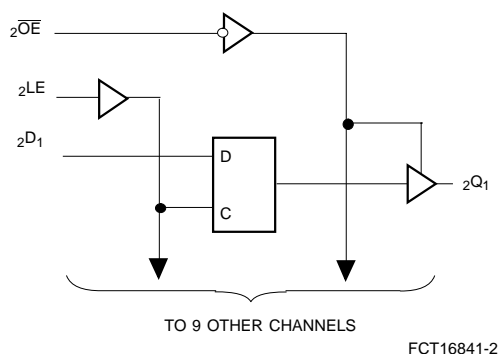 2OE
2LE
2D1
D
C
2Q1
TO 9 OTHER CHANNELS
FCT16841-2